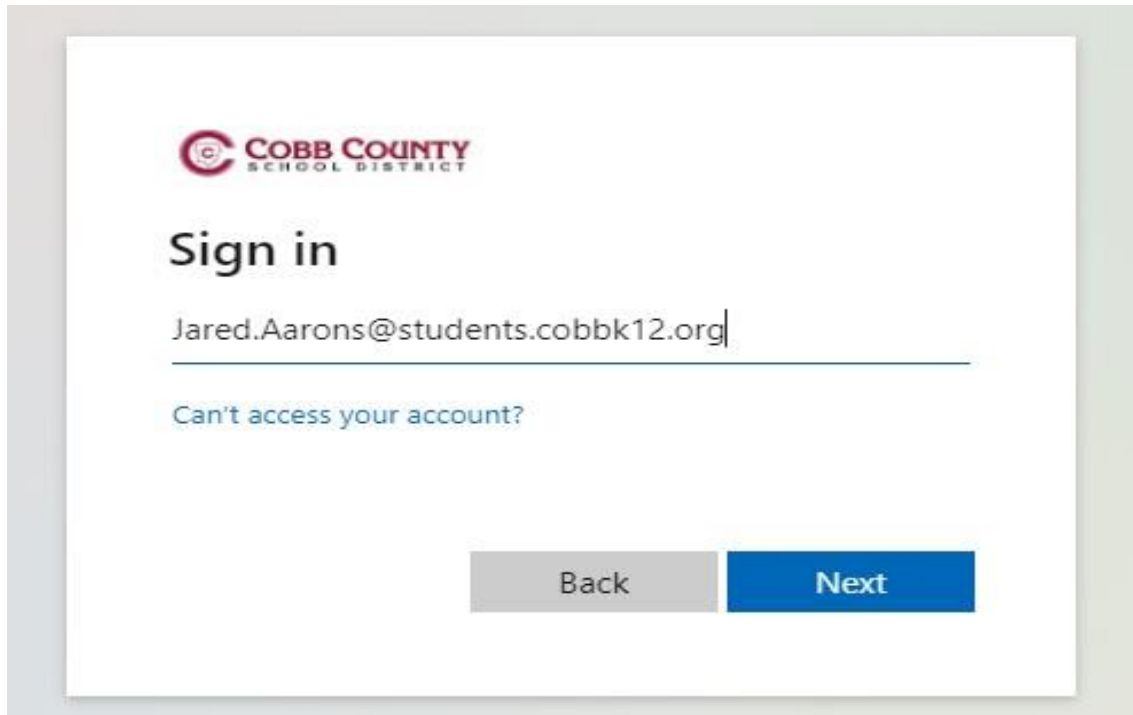 COBB COUNTY
SCHOOL DISTRICT
Sign in
Jared.Aarons@students.cobbk12.org
Can't access your account?
Back Next